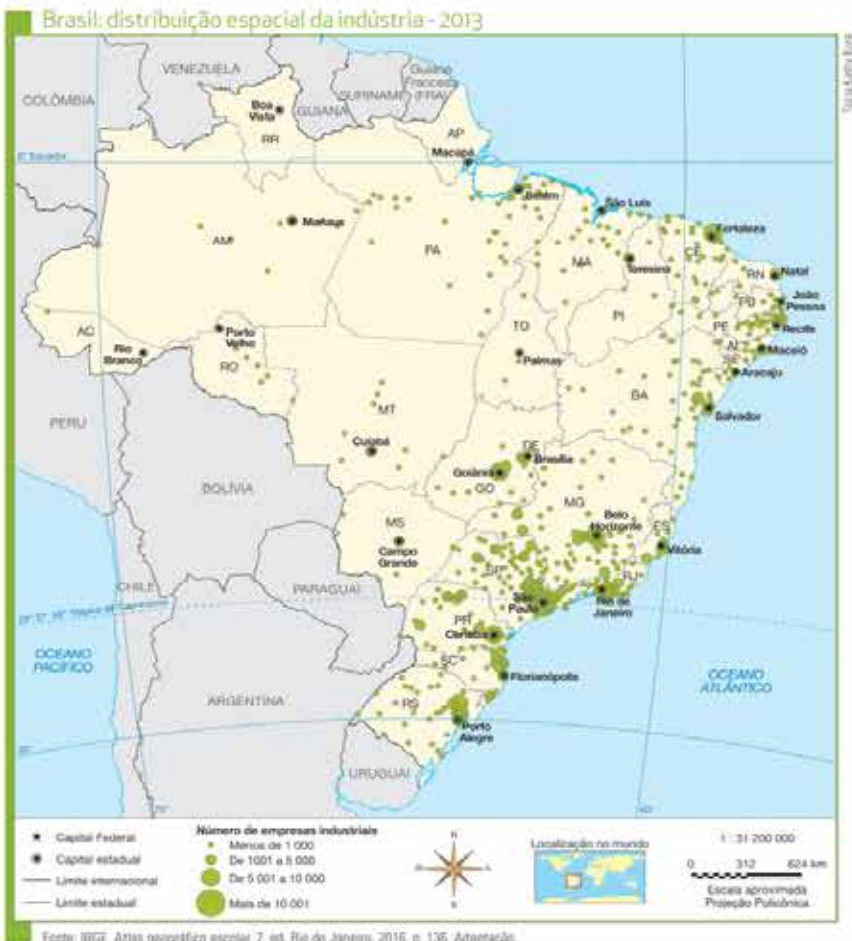 Brasil: distribuição espacial da indústria - 2013
COLÔMBIA
VENEZUELA
GUIANA
SURINAME
Guiana
Francesa
(FRA)
Boa
Vista
RR
AP
Macapá
Equador
Belém
São Luís
Manaus
Fortaleza
AM
PA
MA
CE
Teresina
RN
Natal
PB
João
Pessoa
PI
PE
Recife
AC
Porto
Velho
TO
AL
Maceió
Rio
Branco
SE
Aracaju
RO
Palmas
BA
MT
Salvador
PERU
Cuiabá
DF
Brasília
BOLÍVIA
Goiânia
GO
MG
MS
Belo
Horizonte
ES
Campo
Grande
Vitória
SP
RJ
CHILE
PARAGUAI
São
Paulo
Rio de
Janeiro
PR
Curitiba
OCEANO
PACÍFICO
SC
OCEANO
ATLÂNTICO
Florianópolis
ARGENTINA
RS
Porto
Alegre
URUGUAI
Capital Federal
Capital estadual
Limite internacional
Limite estadual
Número de empresas industriais
Menos de 1 000
De 1001 a 5 000
De 5 001 a 10 000
Mais de 10 001
N
S
Localização no mundo
1 : 31 200 000
0 312 624 km
Escala aproximada
Projeção Policônica
Fonte: IBGE. Atlas geográfico escolar. 7. ed. Rio de Janeiro, 2016. p. 136. Adaptação.